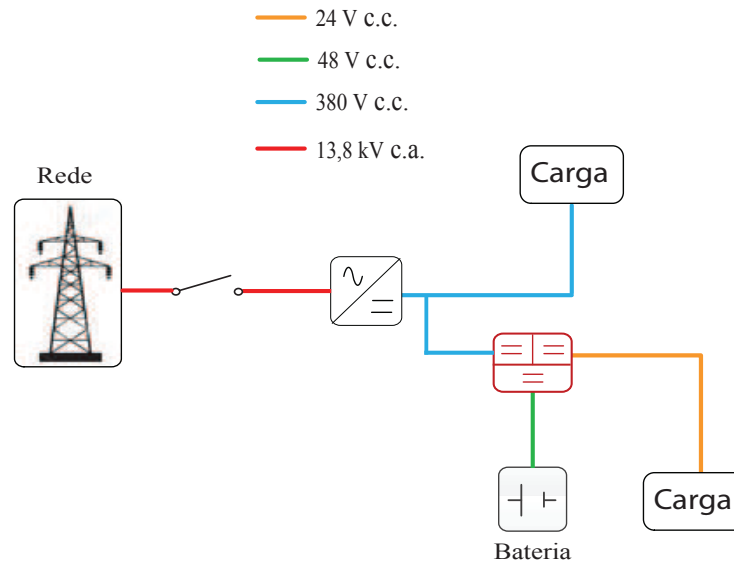 24 V c.c.
48 V c.c.
380 V c.c.
13,8 kV c.a.
Rede
Carga
Carga
Bateria